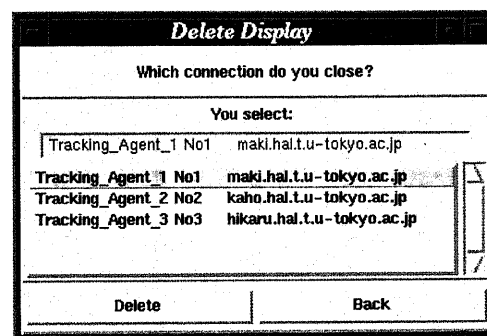 Delete Display
Which connection do you close?
You select:
Tracking_Agent_1 No1 maki.hal.t.u-tokyo.ac.jp
Tracking_Agent_1 No1 maki.hal.t.u-tokyo.ac.jp
Tracking_Agent_2 No2 kaho.hal.t.u-tokyo.ac.jp
Tracking_Agent_3 No3 hikaru.hal.t.u-tokyo.ac.jp
Delete Back